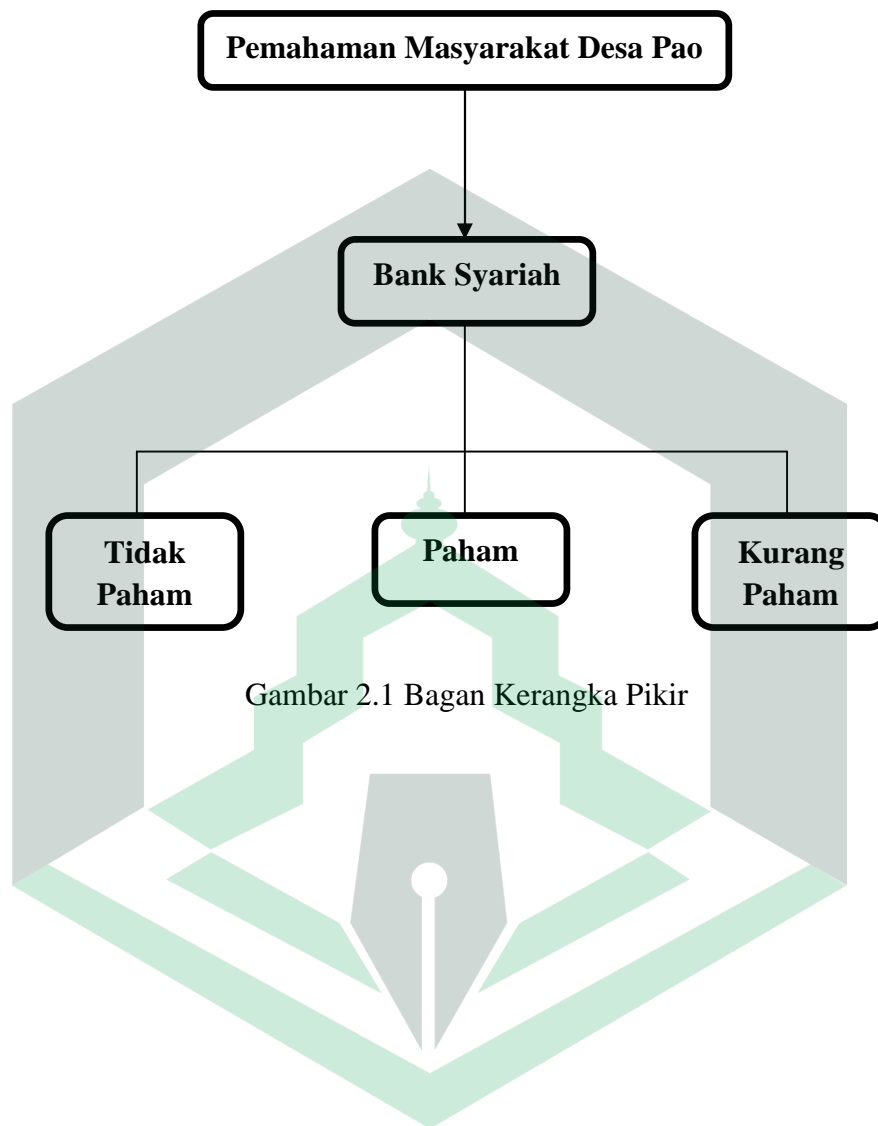 Pemahaman Masyarakat Desa Pao
Bank Syariah
Tidak
Paham
Paham
Kurang
Paham
Gambar 2.1 Bagan Kerangka Pikir